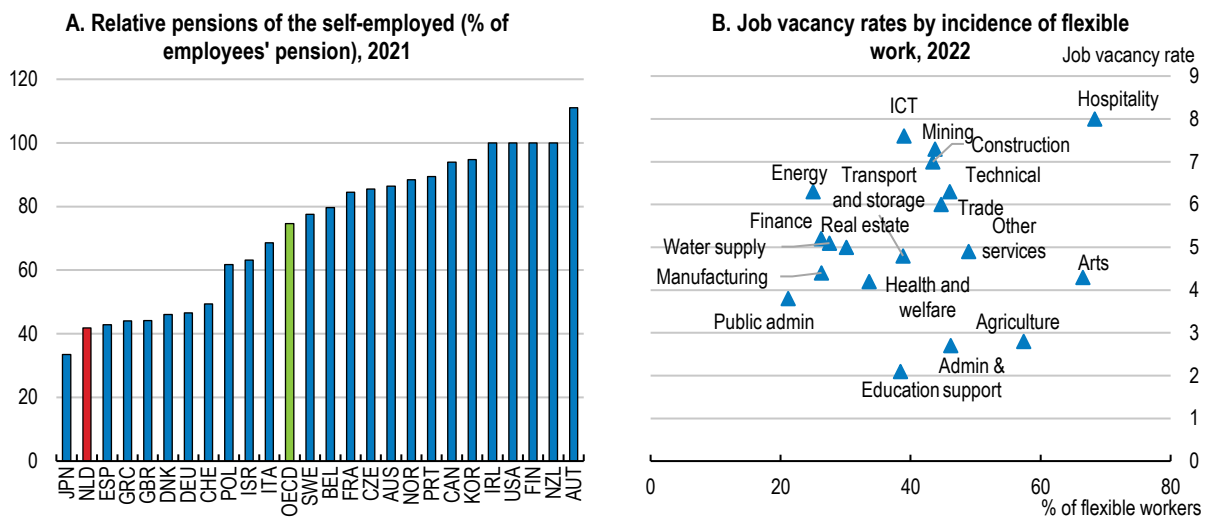 A. Relative pensions of the self-employed (% of
employees' pension), 2021
120
100
80
60
40
20
0
JPN
NLD
ESP
GRC
GBR
DNK
DEU
CHE
POL
ISR
ITA
OECD
SWE
BEL
FRA
CZE
AUS
NOR
PRT
CAN
KOR
IRL
USA
FIN
NZL
AUT
B. Job vacancy rates by incidence of flexible
work, 2022
Job vacancy rate
9
8
7
6
5
4
3
2
1
0
Hospitality
ICT
Mining
Construction
Energy
Transport
and storage
Technical
Trade
Finance
Real estate
Other
services
Water supply
Manufacturing
Arts
Health and
welfare
Public admin
Agriculture
Admin &
Education support
0
20
40
60
80
% of flexible workers